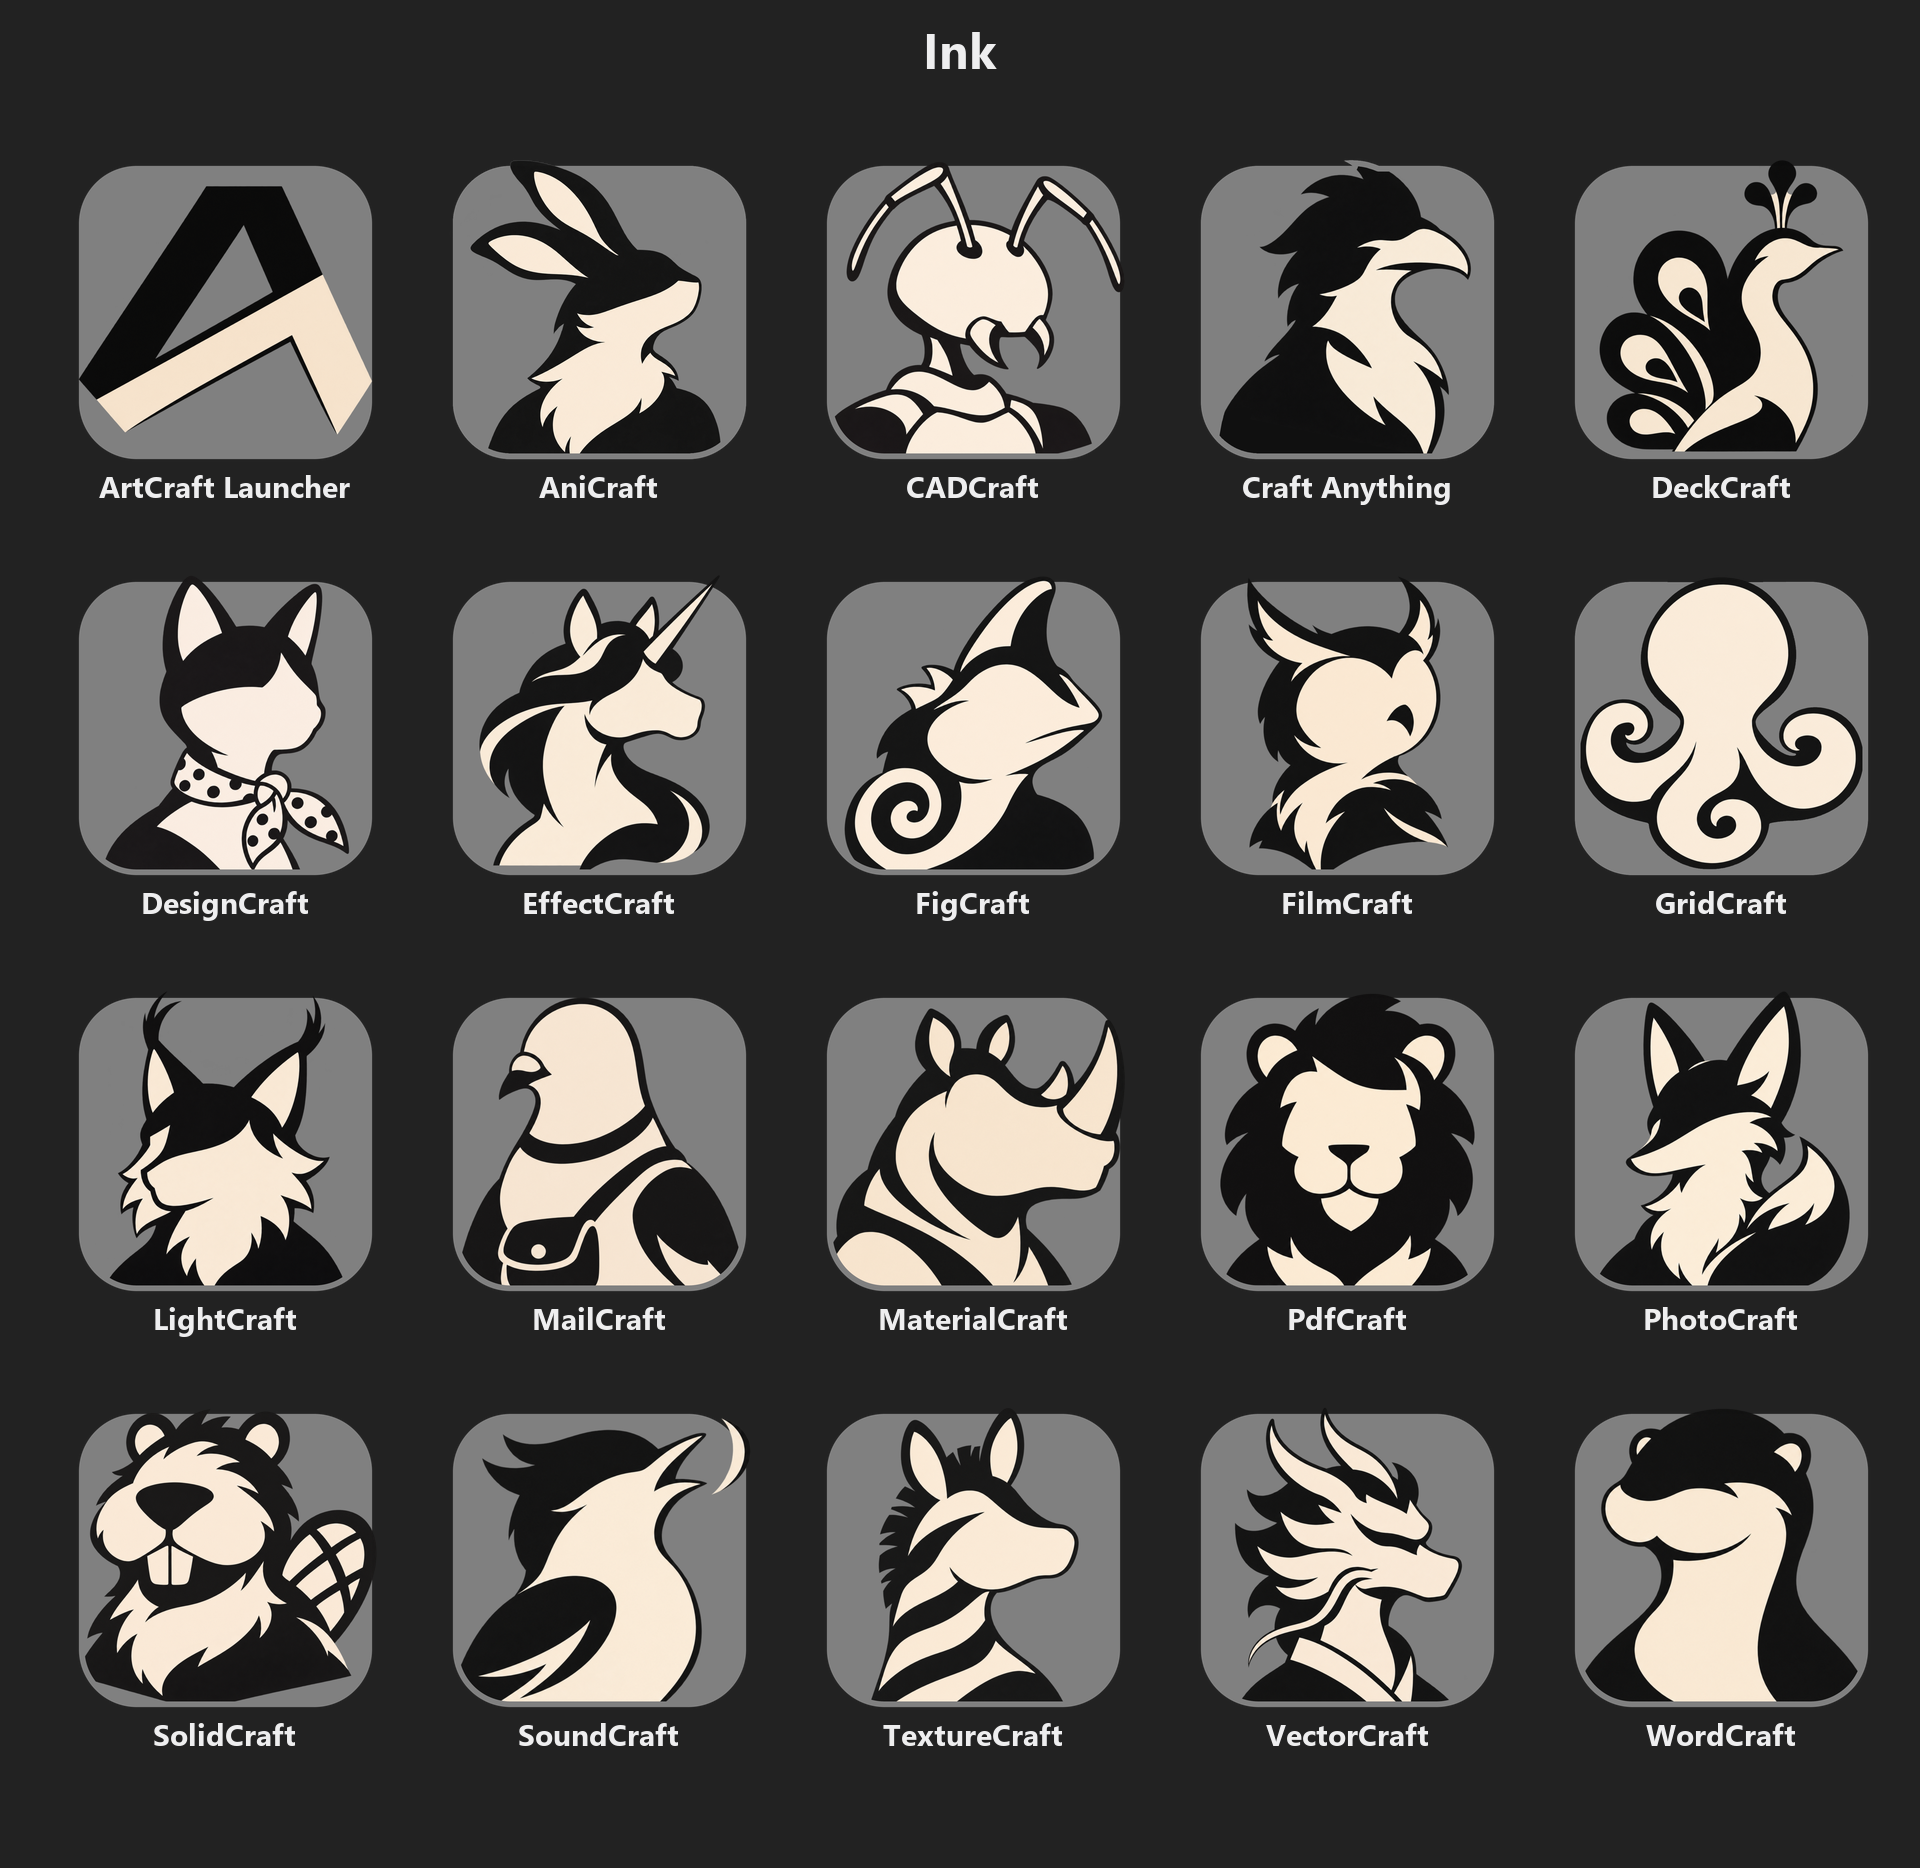 Ink
ArtCraft Launcher
AniCraft
CADCraft
Craft Anything
DeckCraft
DesignCraft
EffectCraft
FigCraft
FilmCraft
GridCraft
LightCraft
MailCraft
MaterialCraft
PdfCraft
PhotoCraft
SolidCraft
SoundCraft
TextureCraft
VectorCraft
WordCraft